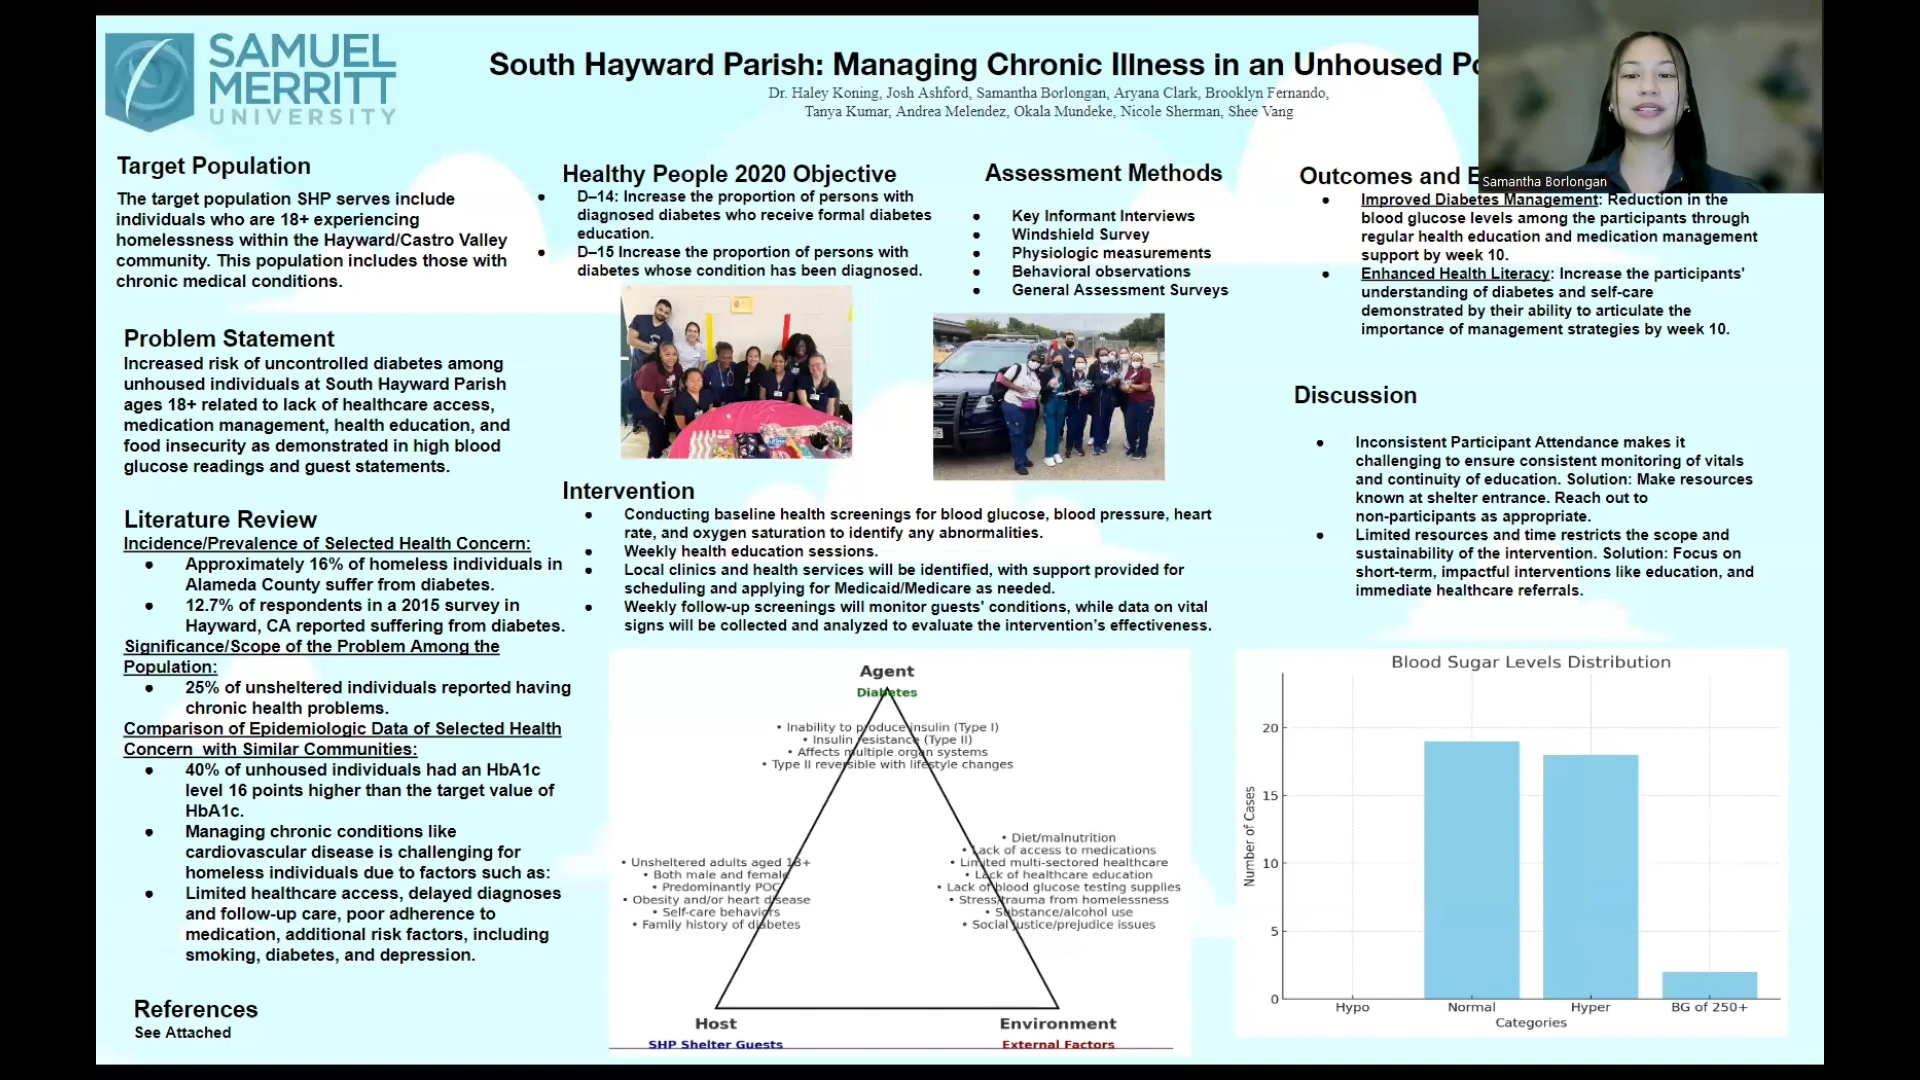 SAMUEL
MERRITT
UNIVERSITY
South Hayward Parish: Managing Chronic Illness in an Unhoused
Dr. Haley Koning, Josh Ashford, Samantha Borlongan, Aryana Clark, Brooklyn Fernando,
Tanya Kumar, Andrea Melendez, Okala Mundeke, Nicole Sherman, Shee Vang
Samantha Borlongan
Target Population
The target population SHP serves include
individuals who are 18+ experiencing
homelessness within the Hayward/Castro Valley
community. This population includes those with
chronic medical conditions.
Problem Statement
Increased risk of uncontrolled diabetes among
unhoused individuals at South Hayward Parish
ages 18+ related to lack of healthcare access,
medication management, health education, and
food insecurity as demonstrated in high blood
glucose readings and guest statements.
Literature Review
Incidence/Prevalence of Selected Health Concern:
● Approximately 16% of homeless individuals in
Alameda County suffer from diabetes.
● 12.7% of respondents in a 2015 survey in
Hayward, CA reported suffering from diabetes.
Significance/Scope of the Problem Among the
Population:
● 25% of unsheltered individuals reported having
chronic health problems.
Comparison of Epidemiologic Data of Selected Health
Concern with Similar Communities:
● 40% of unhoused individuals had an HbA1c
level 16 points higher than the target value of
HbA1c.
● Managing chronic conditions like
cardiovascular disease is challenging for
homeless individuals due to factors such as:
● Limited healthcare access, delayed diagnoses
and follow-up care, poor adherence to
medication, additional risk factors, including
smoking, diabetes, and depression.
References
See Attached
Healthy People 2020 Objective
● D–14: Increase the proportion of persons with
diagnosed diabetes who receive formal diabetes
education.
● D–15 Increase the proportion of persons with
diabetes whose condition has been diagnosed.
Assessment Methods
● Key Informant Interviews
● Windshield Survey
● Physiologic measurements
● Behavioral observations
● General Assessment Surveys
Intervention
● Conducting baseline health screenings for blood glucose, blood pressure, heart
rate, and oxygen saturation to identify any abnormalities.
● Weekly health education sessions.
● Local clinics and health services will be identified, with support provided for
scheduling and applying for Medicaid/Medicare as needed.
● Weekly follow-up screenings will monitor guests' conditions, while data on vital
signs will be collected and analyzed to evaluate the intervention's effectiveness.
Agent
Diabetes
• Inability to produce insulin (Type I)
• Insulin resistance (Type II)
• Affects multiple organ systems
• Type II reversible with lifestyle changes
• Unsheltered adults aged 18+
• Both male and female
• Predominantly POC
• Obesity and/or heart disease
• Self-care behaviors
• Family history of diabetes
• Diet/malnutrition
• Lack of access to medications
• Limited multi-sectored healthcare
• Lack of healthcare education
• Lack of blood glucose testing supplies
• Stress/trauma from homelessness
• Substance/alcohol use
• Social justice/prejudice issues
Host
SHP Shelter Guests
Environment
External Factors
Outcomes and
● Improved Diabetes Management: Reduction in the
blood glucose levels among the participants through
regular health education and medication management
support by week 10.
● Enhanced Health Literacy: Increase the participants'
understanding of diabetes and self-care
demonstrated by their ability to articulate the
importance of management strategies by week 10.
Discussion
● Inconsistent Participant Attendance makes it
challenging to ensure consistent monitoring of vitals
and continuity of education. Solution: Make resources
known at shelter entrance. Reach out to
non-participants as appropriate.
● Limited resources and time restricts the scope and
sustainability of the intervention. Solution: Focus on
short-term, impactful interventions like education, and
immediate healthcare referrals.
Blood Sugar Levels Distribution
Number of Cases
20
15
10
5
0
Hypo Normal Hyper BG of 250+
Categories